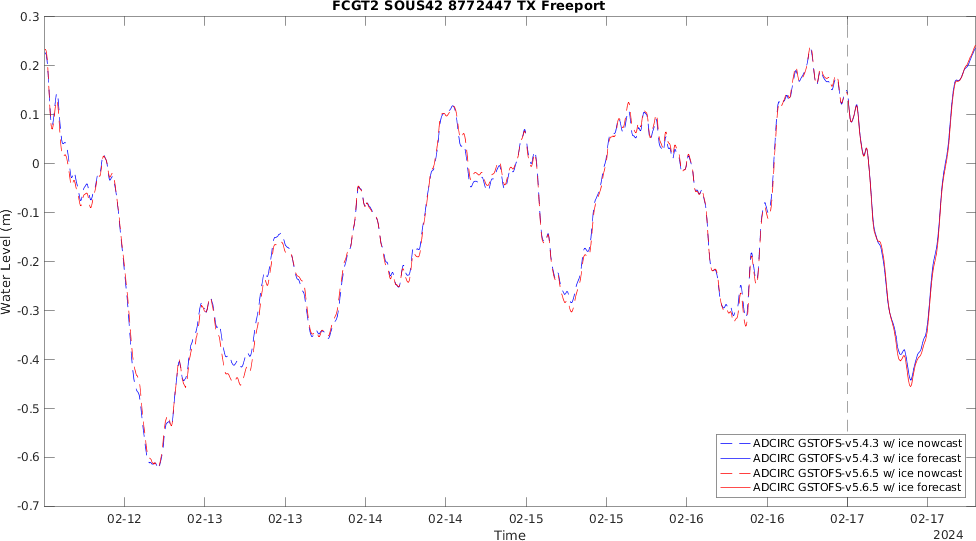 FCGT2 SOUS42 8772447 TX Freeport
0.3
0.2
0.1
0
-0.1
-0.2
-0.3
-0.4
-0.5
-0.6
-0.7
Water Level (m)
02-12 02-13 02-13 02-14 02-14 02-15 02-15 02-16 02-16 02-17 02-17
Time
2024
ADCIRC GSTOFS-v5.4.3 w/ ice nowcast
ADCIRC GSTOFS-v5.4.3 w/ ice forecast
ADCIRC GSTOFS-v5.6.5 w/ ice nowcast
ADCIRC GSTOFS-v5.6.5 w/ ice forecast